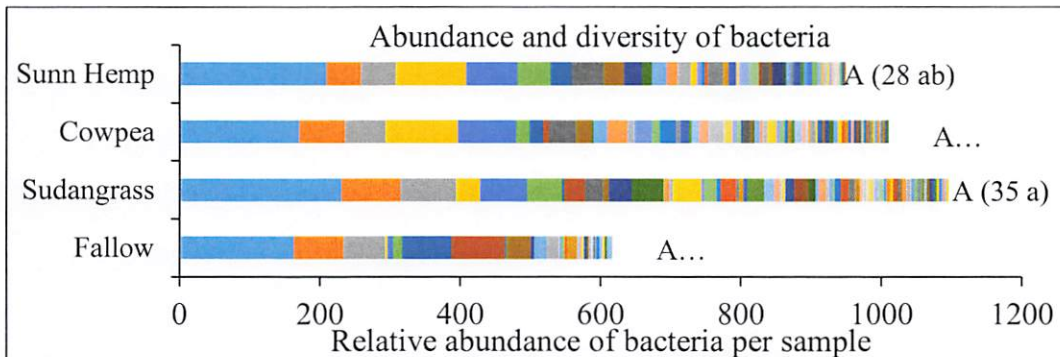 Abundance and diversity of bacteria
Sunn Hemp A (28 ab)
Cowpea A…
Sudangrass A (35 a)
Fallow A…
0 200 400 600 800 1000 1200
Relative abundance of bacteria per sample